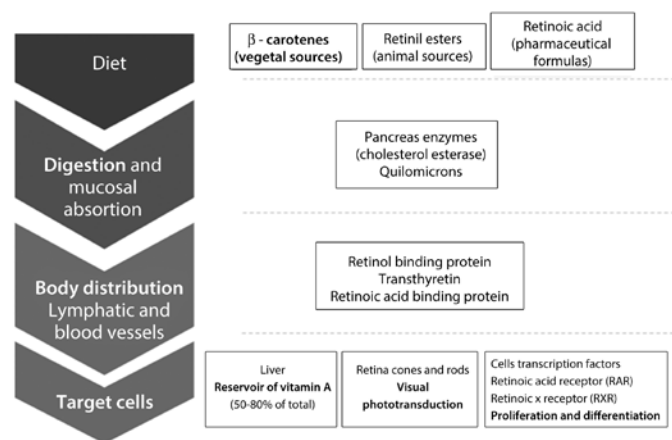 Diet
β - carotenes
(vegetal sources)
Retinil esters
(animal sources)
Retinoic acid
(pharmaceutical
formulas)
Digestion and
mucosal
absortion
Pancreas enzymes
(cholesterol esterase)
Quilomicrons
Body distribution
Lymphatic and
blood vessels
Retinol binding protein
Transthyretin
Retinoic acid binding protein
Target cells
Liver
Reservoir of vitamin A
(50-80% of total)
Retina cones and rods
Visual
phototransduction
Cells transcription factors
Retinoic acid receptor (RAR)
Retinoic x receptor (RXR)
Proliferation and differentiation